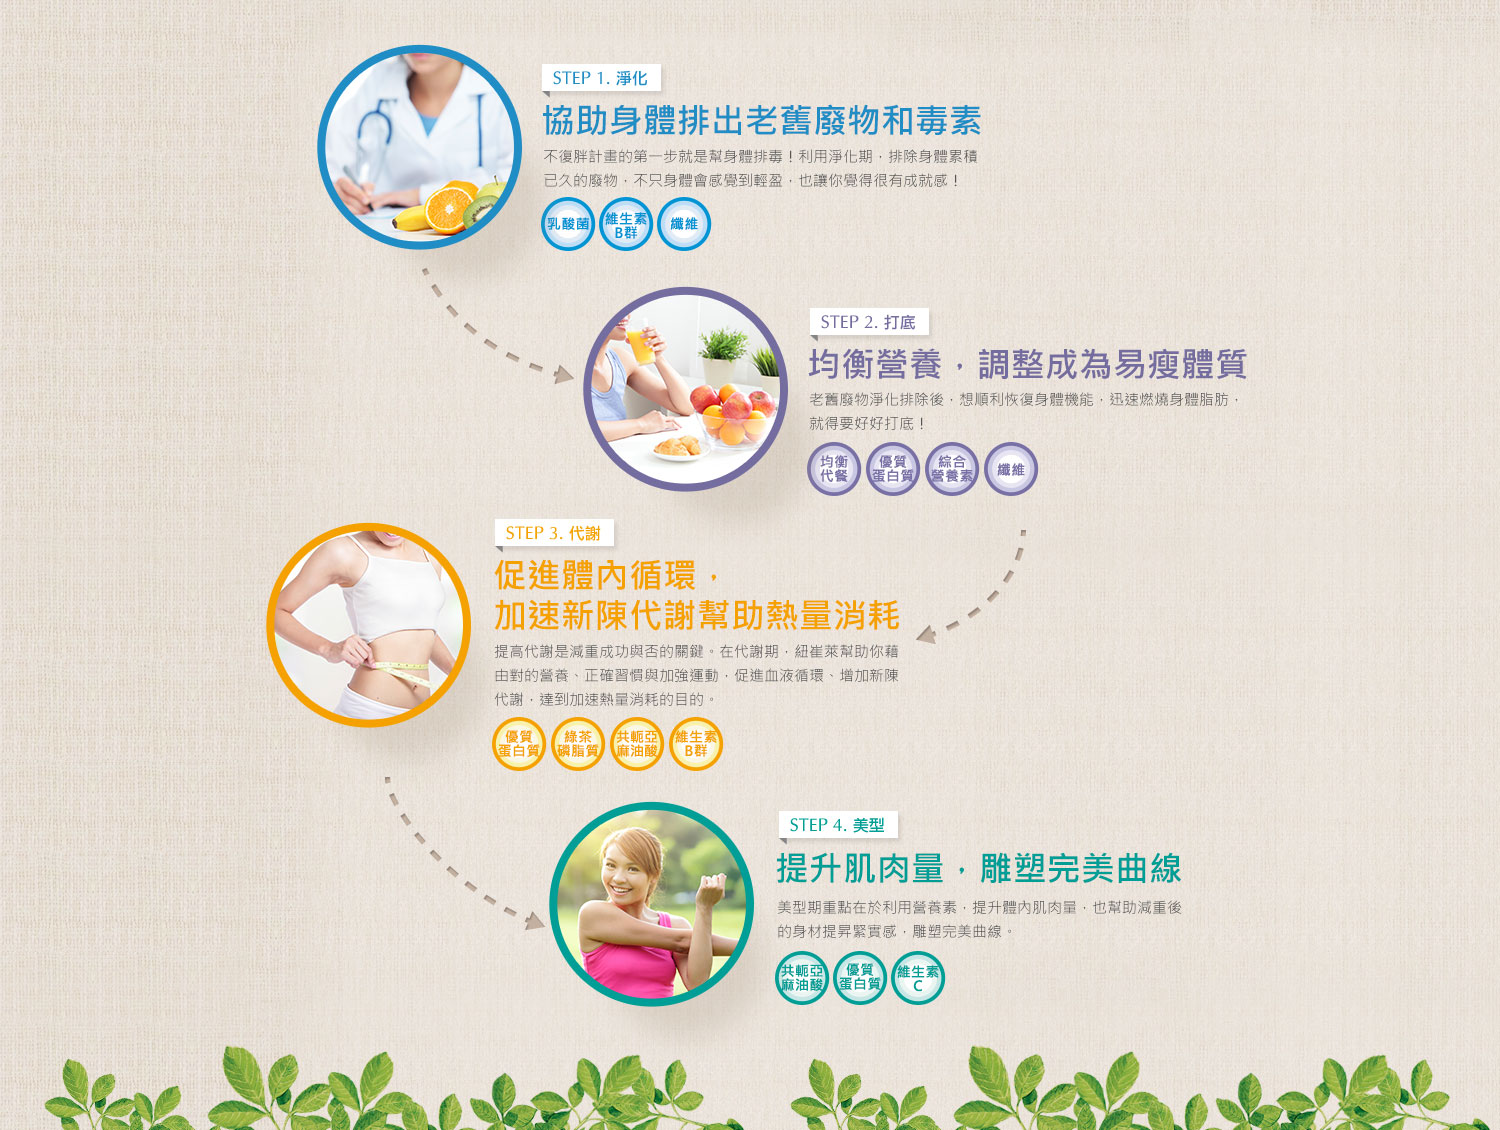 STEP 1. 淨化
協助身體排出老舊廢物和毒素
不復胖計畫的第一步就是幫身體排毒！利用淨化期，排除身體累積
已久的廢物，不只身體會感覺到輕盈，也讓你覺得很有成就感！
乳酸菌
維生素
B群
纖維
STEP 2. 打底
均衡營養，調整成為易瘦體質
老舊廢物淨化排除後，想順利恢復身體機能，迅速燃燒身體脂肪，
就得要好好打底！
均衡
代餐
優質
蛋白質
綜合
營養素
纖維
STEP 3. 代謝
促進體內循環，
加速新陳代謝幫助熱量消耗
提高代謝是減重成功與否的關鍵。在代謝期，紐崔萊幫助你藉
由對的營養、正確習慣與加強運動，促進血液循環、增加新陳
代謝，達到加速熱量消耗的目的。
優質
蛋白質
綠茶
磷脂質
共軛亞
麻油酸
維生素
B群
STEP 4. 美型
提升肌肉量，雕塑完美曲線
美型期重點在於利用營養素，提升體內肌肉量，也幫助減重後
的身材提昇緊實感，雕塑完美曲線。
共軛亞
麻油酸
優質
蛋白質
維生素
C